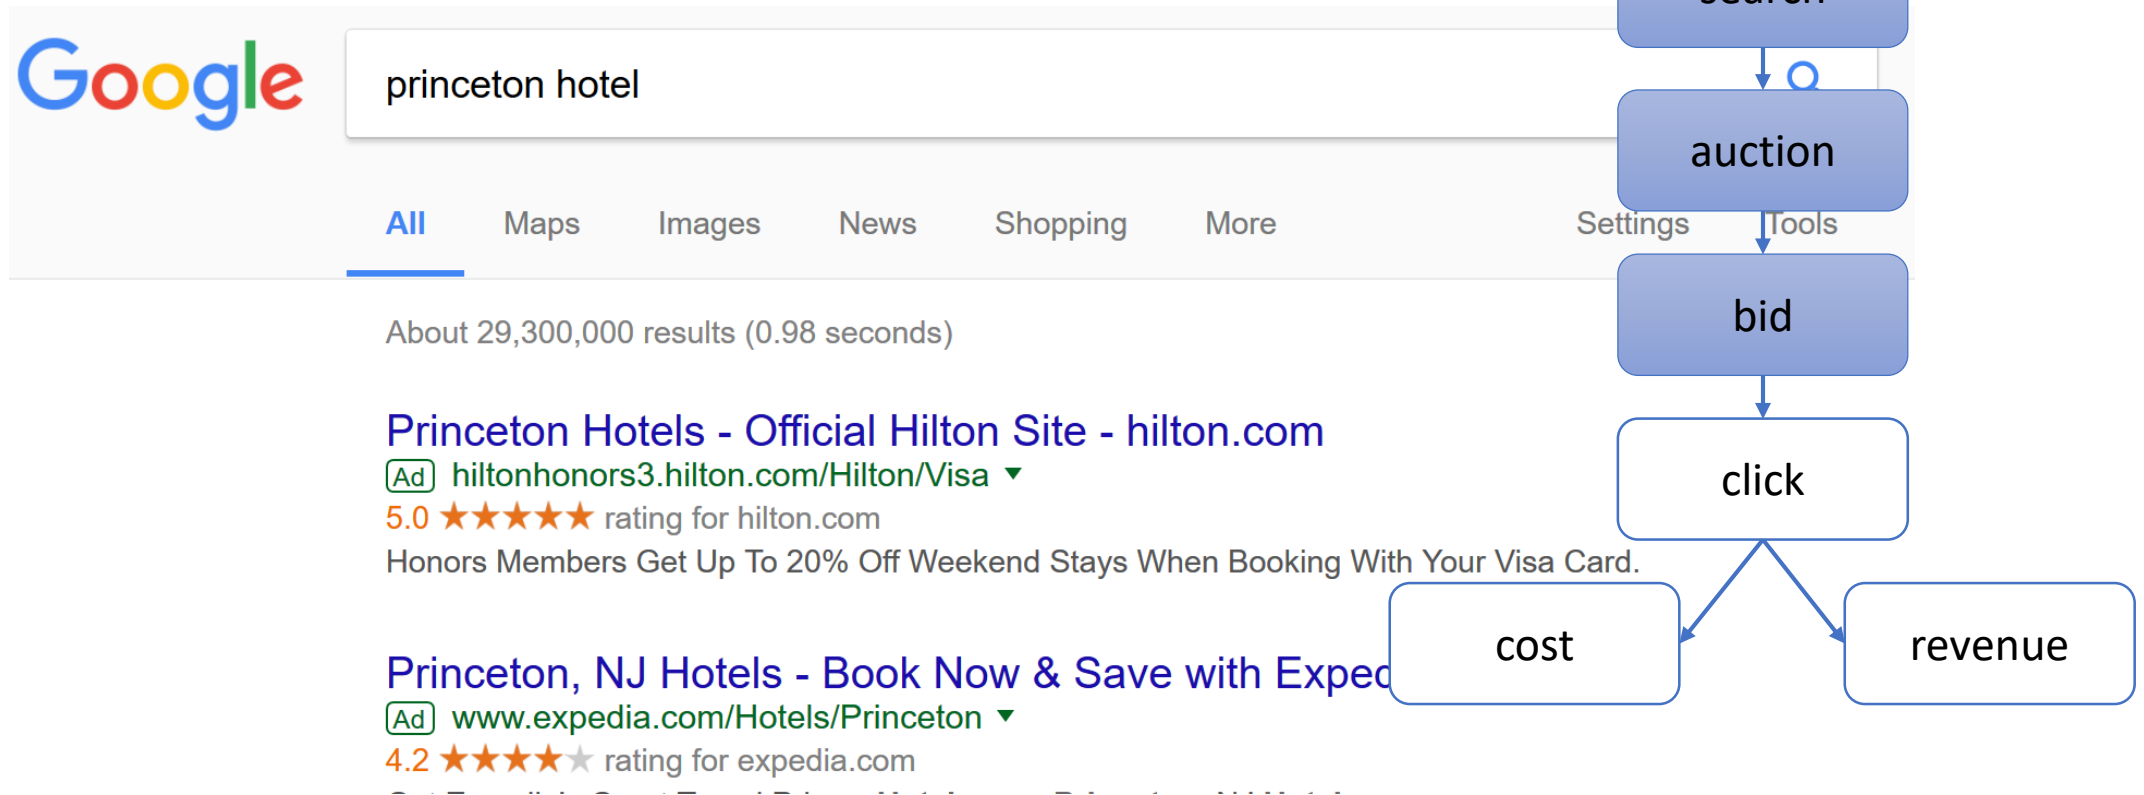 search
Google
princeton hotel
auction
All Maps Images News Shopping More Settings Tools
bid
About 29,300,000 results (0.98 seconds)
Princeton Hotels - Official Hilton Site - hilton.com
Ad hiltonhonors3.hilton.com/Hilton/Visa
click
5.0 rating for hilton.com
Honors Members Get Up To 20% Off Weekend Stays When Booking With Your Visa Card.
cost
revenue
Princeton, NJ Hotels - Book Now & Save with
Ad www.expedia.com/Hotels/Princeton
4.2 rating for expedia.com